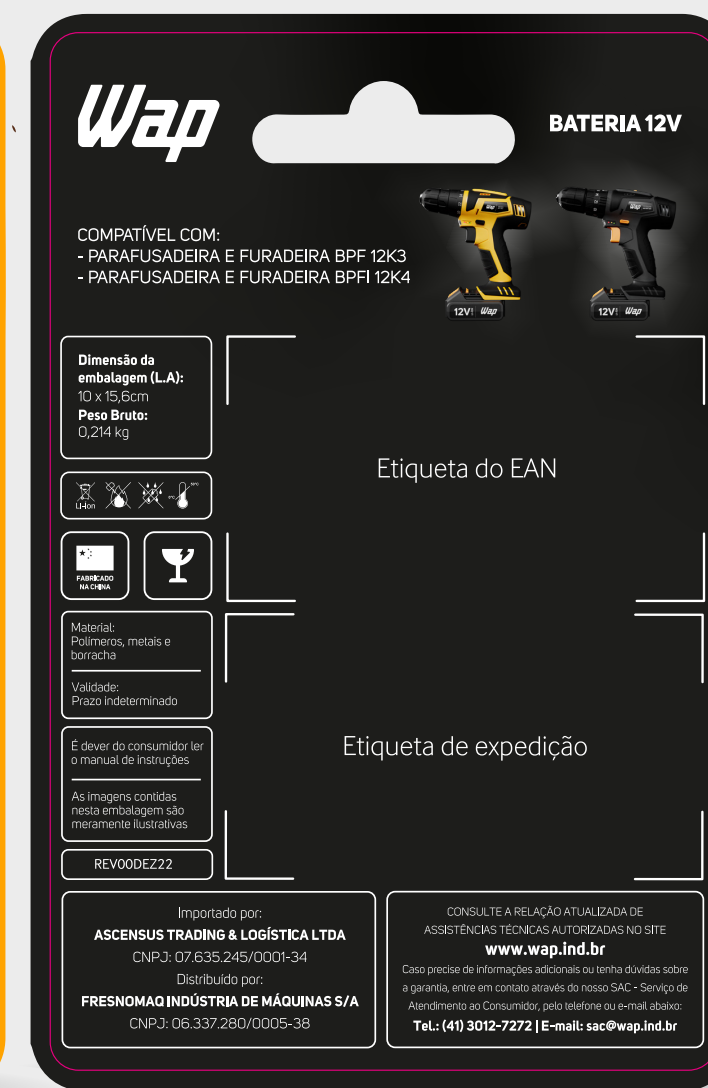 Wap
BATERIA 12V
COMPATÍVEL COM:
- PARAFUSADEIRA E FURADEIRA BPF 12K3
- PARAFUSADEIRA E FURADEIRA BPFI 12K4
12V
Wap
12V
Wap
Dimensão da
embalagem (L.A):
10 x 15,6cm
Peso Bruto:
0,214 kg
Etiqueta do EAN
Li-Ion
FABRICADO
NA CHINA
Material:
Polímeros, metais e
borracha
Validade:
Prazo indeterminado
É dever do consumidor ler
o manual de instruções
Etiqueta de expedição
As imagens contidas
nesta embalagem são
meramente ilustrativas
REV00DEZ22
Importado por:
ASCENSUS TRADING & LOGÍSTICA LTDA
CNPJ: 07.635.245/0001-34
Distribuído por:
FRESNOMAQ INDÚSTRIA DE MÁQUINAS S/A
CNPJ: 06.337.280/0005-38
CONSULTE A RELAÇÃO ATUALIZADA DE
ASSISTÊNCIAS TÉCNICAS AUTORIZADAS NO SITE
www.wap.ind.br
Caso precise de informações adicionais ou tenha dúvidas sobre
a garantia, entre em contato através do nosso SAC - Serviço de
Atendimento ao Consumidor, pelo telefone ou e-mail abaixo:
Tel.: (41) 3012-7272 | E-mail: sac@wap.ind.br